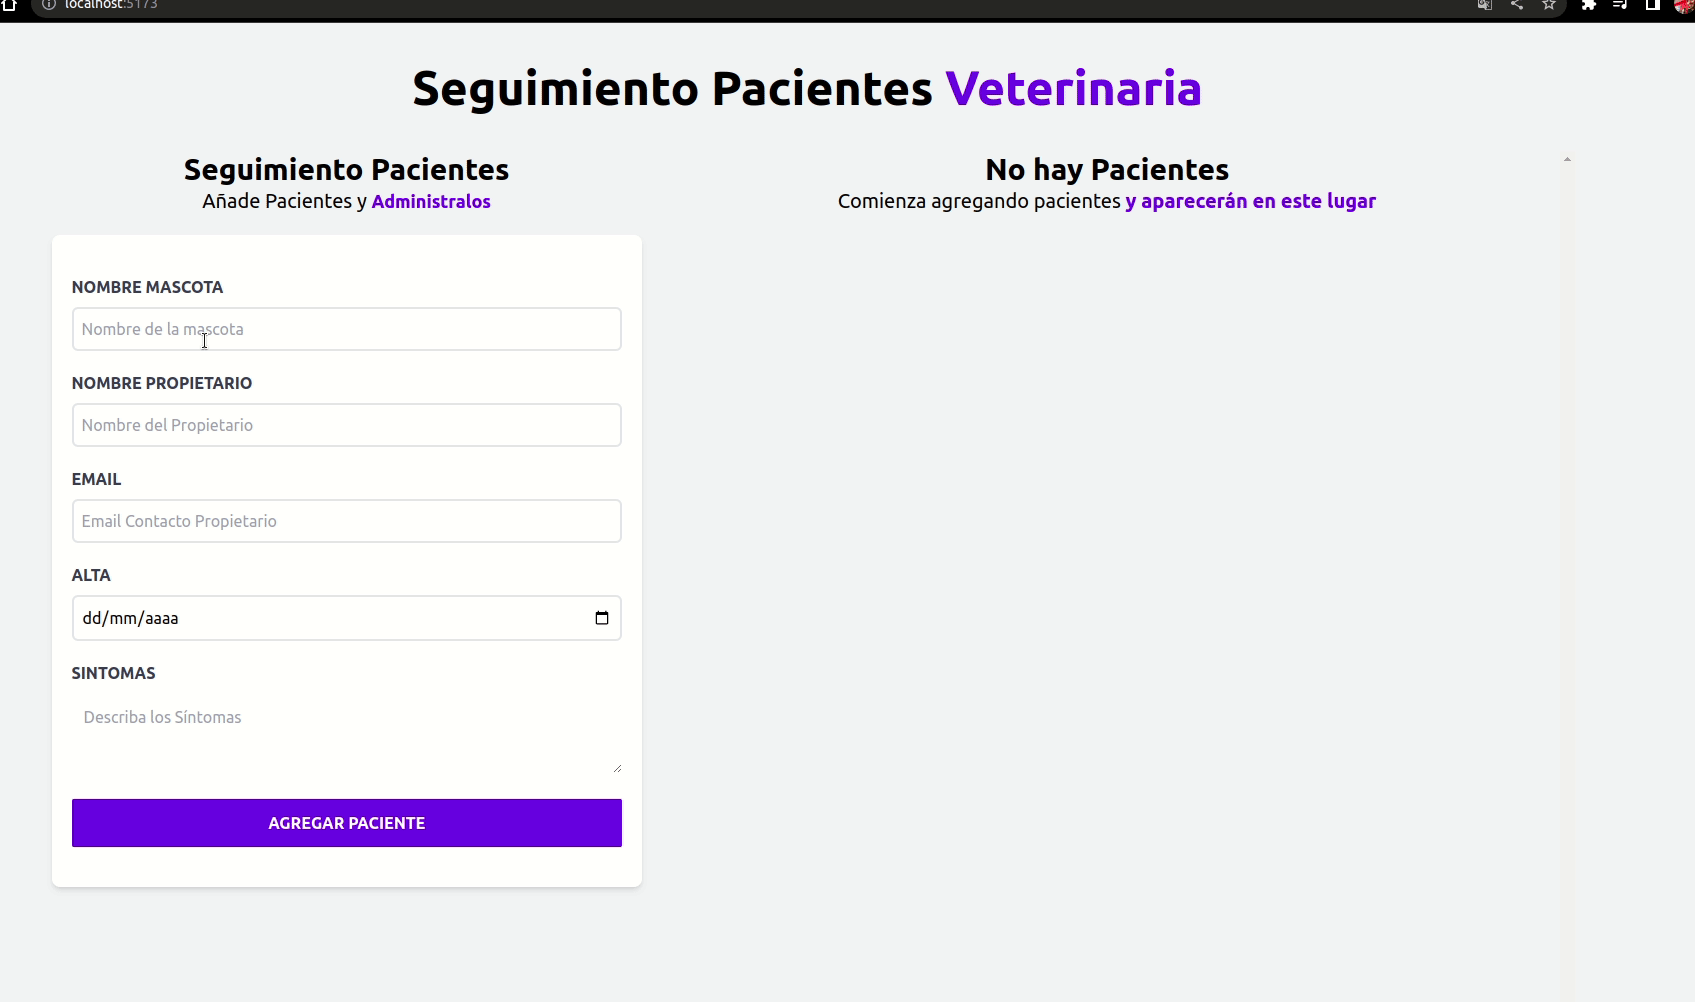 localhost:5173
Seguimiento Pacientes Veterinaria
Seguimiento Pacientes
Añade Pacientes y Administralos
No hay Pacientes
Comienza agregando pacientes y aparecerán en este lugar
NOMBRE MASCOTA
Nombre de la mascota
NOMBRE PROPIETARIO
Nombre del Propietario
EMAIL
Email Contacto Propietario
ALTA
dd/mm/aaaa
SINTOMAS
Describa los Síntomas
AGREGAR PACIENTE